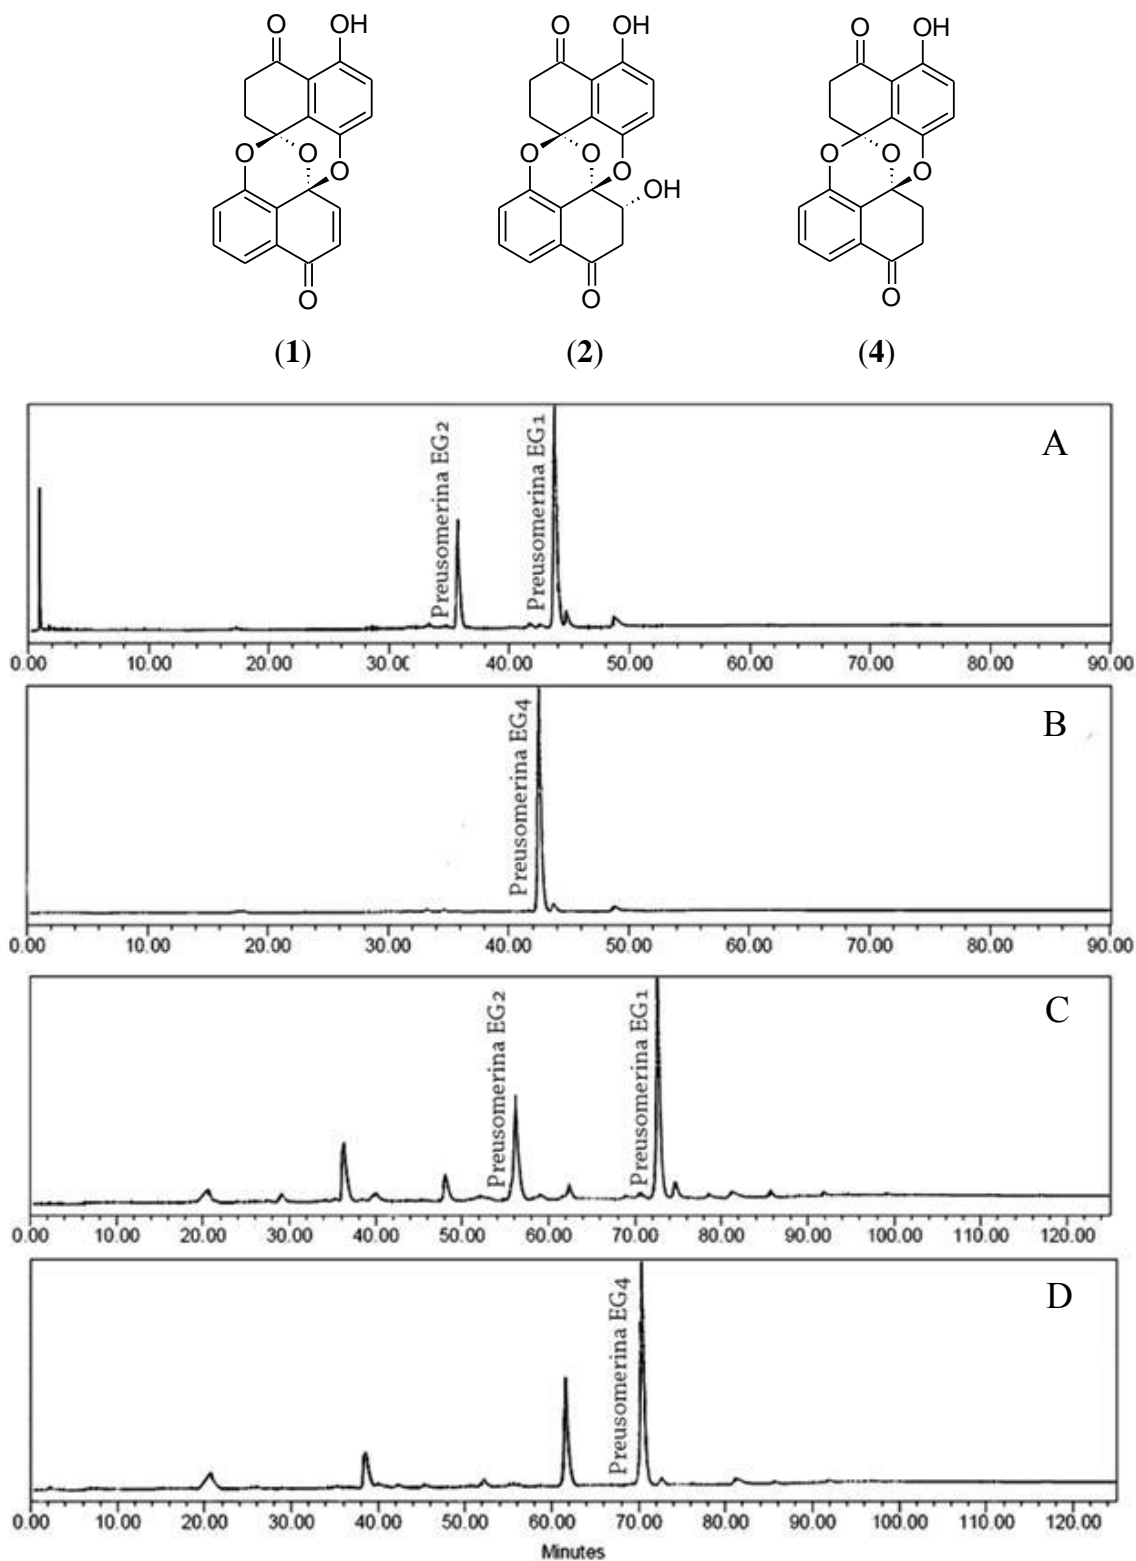 O OH O OH O OH
O O O O O O O O O
OH
O O O
(1) (2) (4)
A
Preusomerina EG2
Preusomerina EG1
0.00 10.00 20.00 30.00 40.00 50.00 60.00 70.00 80.00 90.00
B
Preusomerina EG4
0.00 10.00 20.00 30.00 40.00 50.00 60.00 70.00 80.00 90.00
C
Preusomerina EG2
Preusomerina EG1
0.00 10.00 20.00 30.00 40.00 50.00 60.00 70.00 80.00 90.00 100.00 110.00 120.00
D
Preusomerina EG4
0.00 10.00 20.00 30.00 40.00 50.00 60.00 70.00 80.00 90.00 100.00 110.00 120.00
Minutes